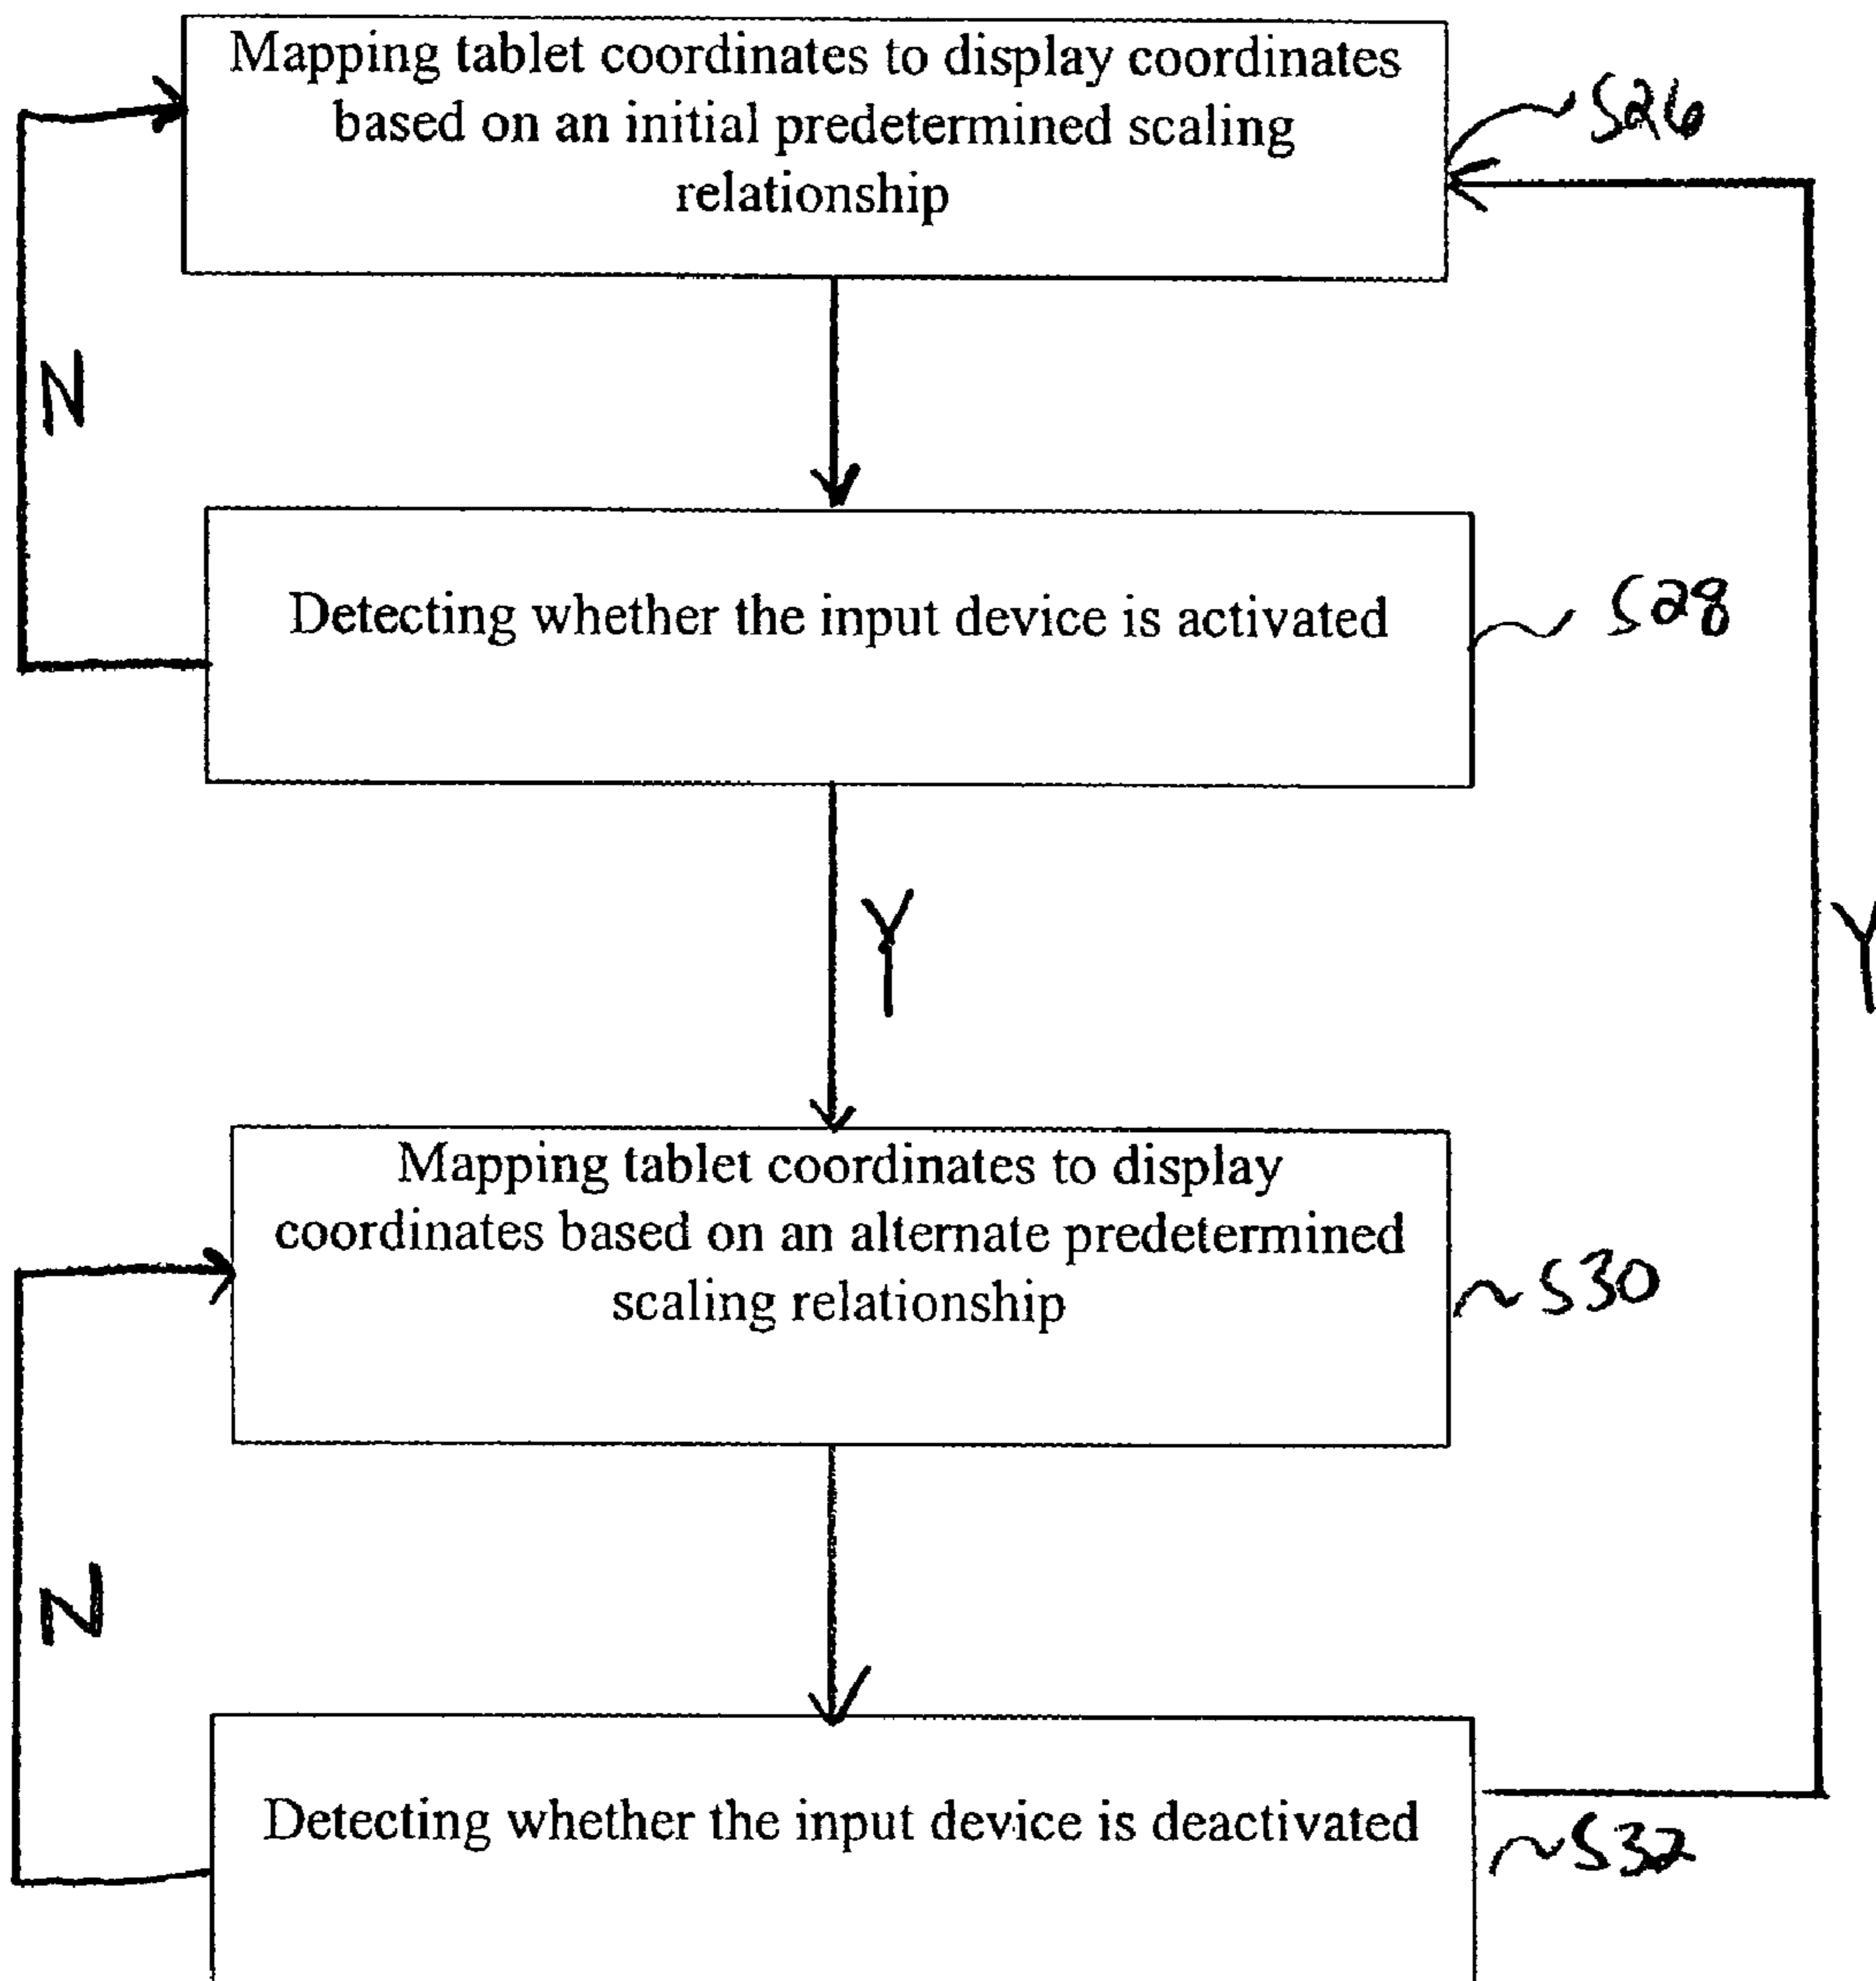 Mapping tablet coordinates to display coordinates
based on an initial predetermined scaling
relationship
S26
N
Detecting whether the input device is activated
S28
Y
Y
Mapping tablet coordinates to display
coordinates based on an alternate predetermined
scaling relationship
S30
N
Detecting whether the input device is deactivated
S32